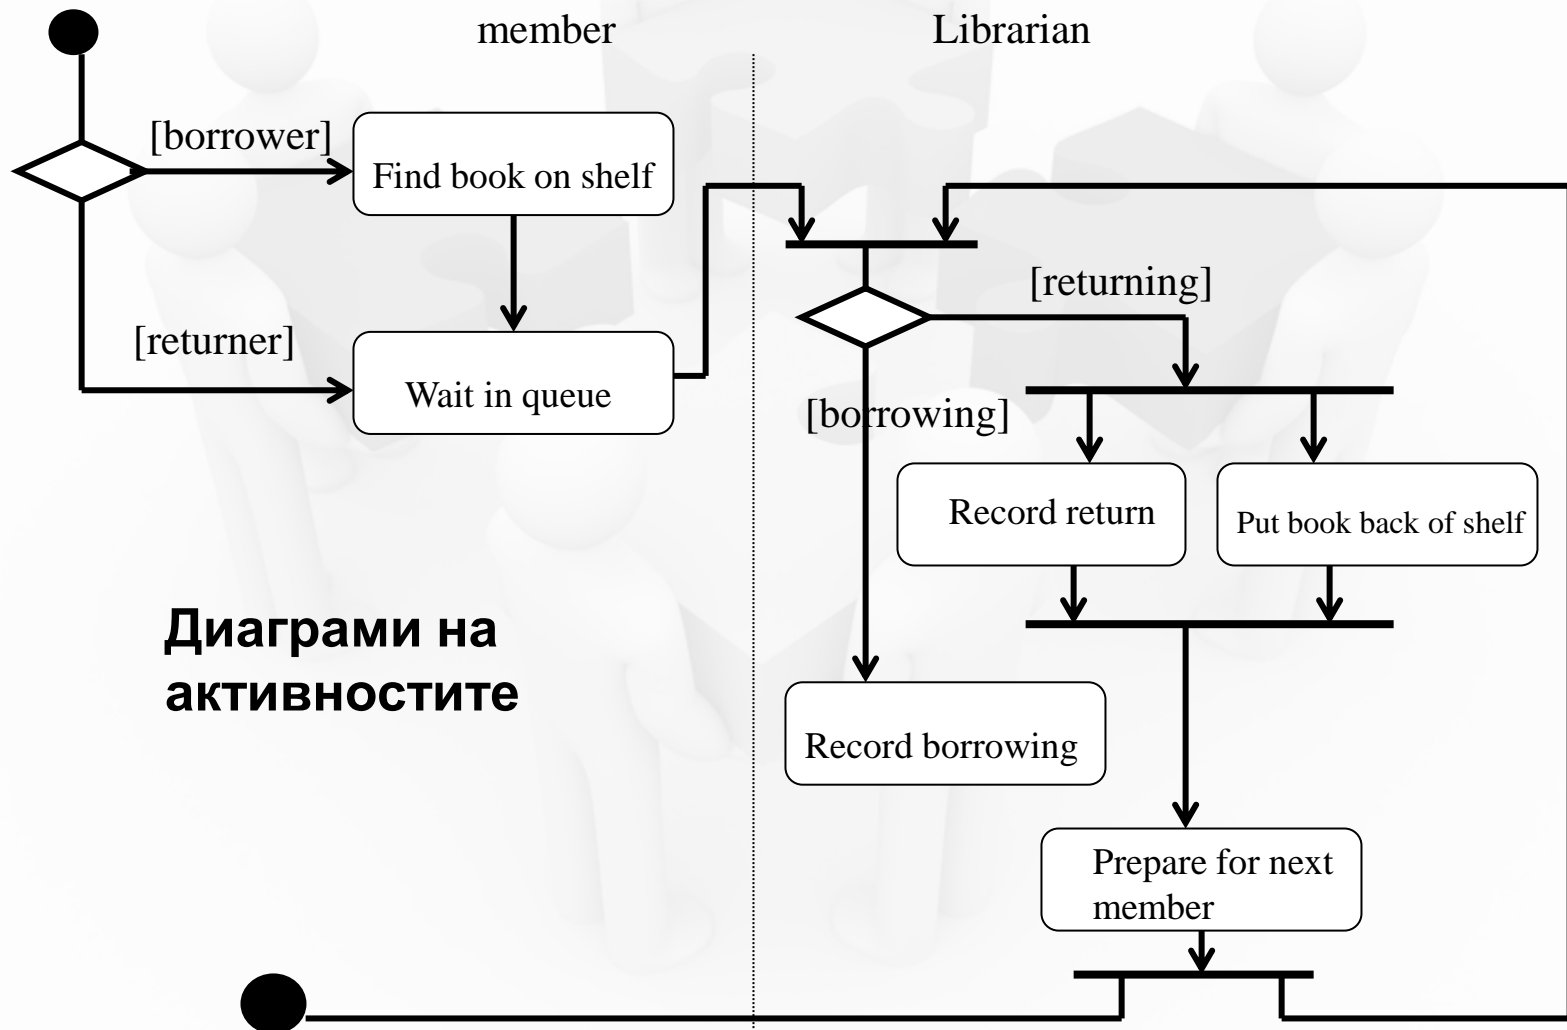 member
Librarian
[borrower]
Find book on shelf
[returner]
Wait in queue
[returning]
[borrowing]
Record return
Put book back of shelf
Диаграми на
активностите
Record borrowing
Prepare for next
member